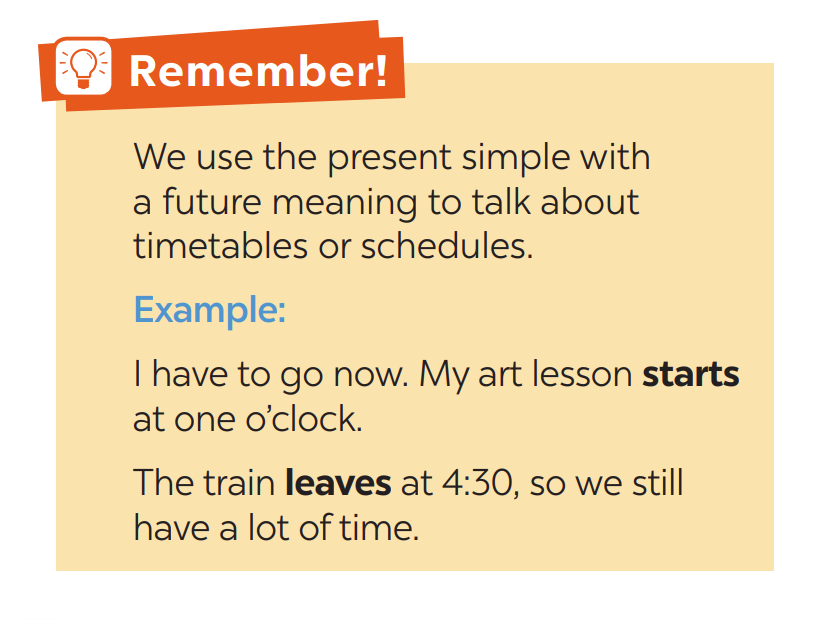 Remember!
We use the present simple with
a future meaning to talk about
timetables or schedules.
Example:
I have to go now. My art lesson starts
at one o’clock.
The train leaves at 4:30, so we still
have a lot of time.